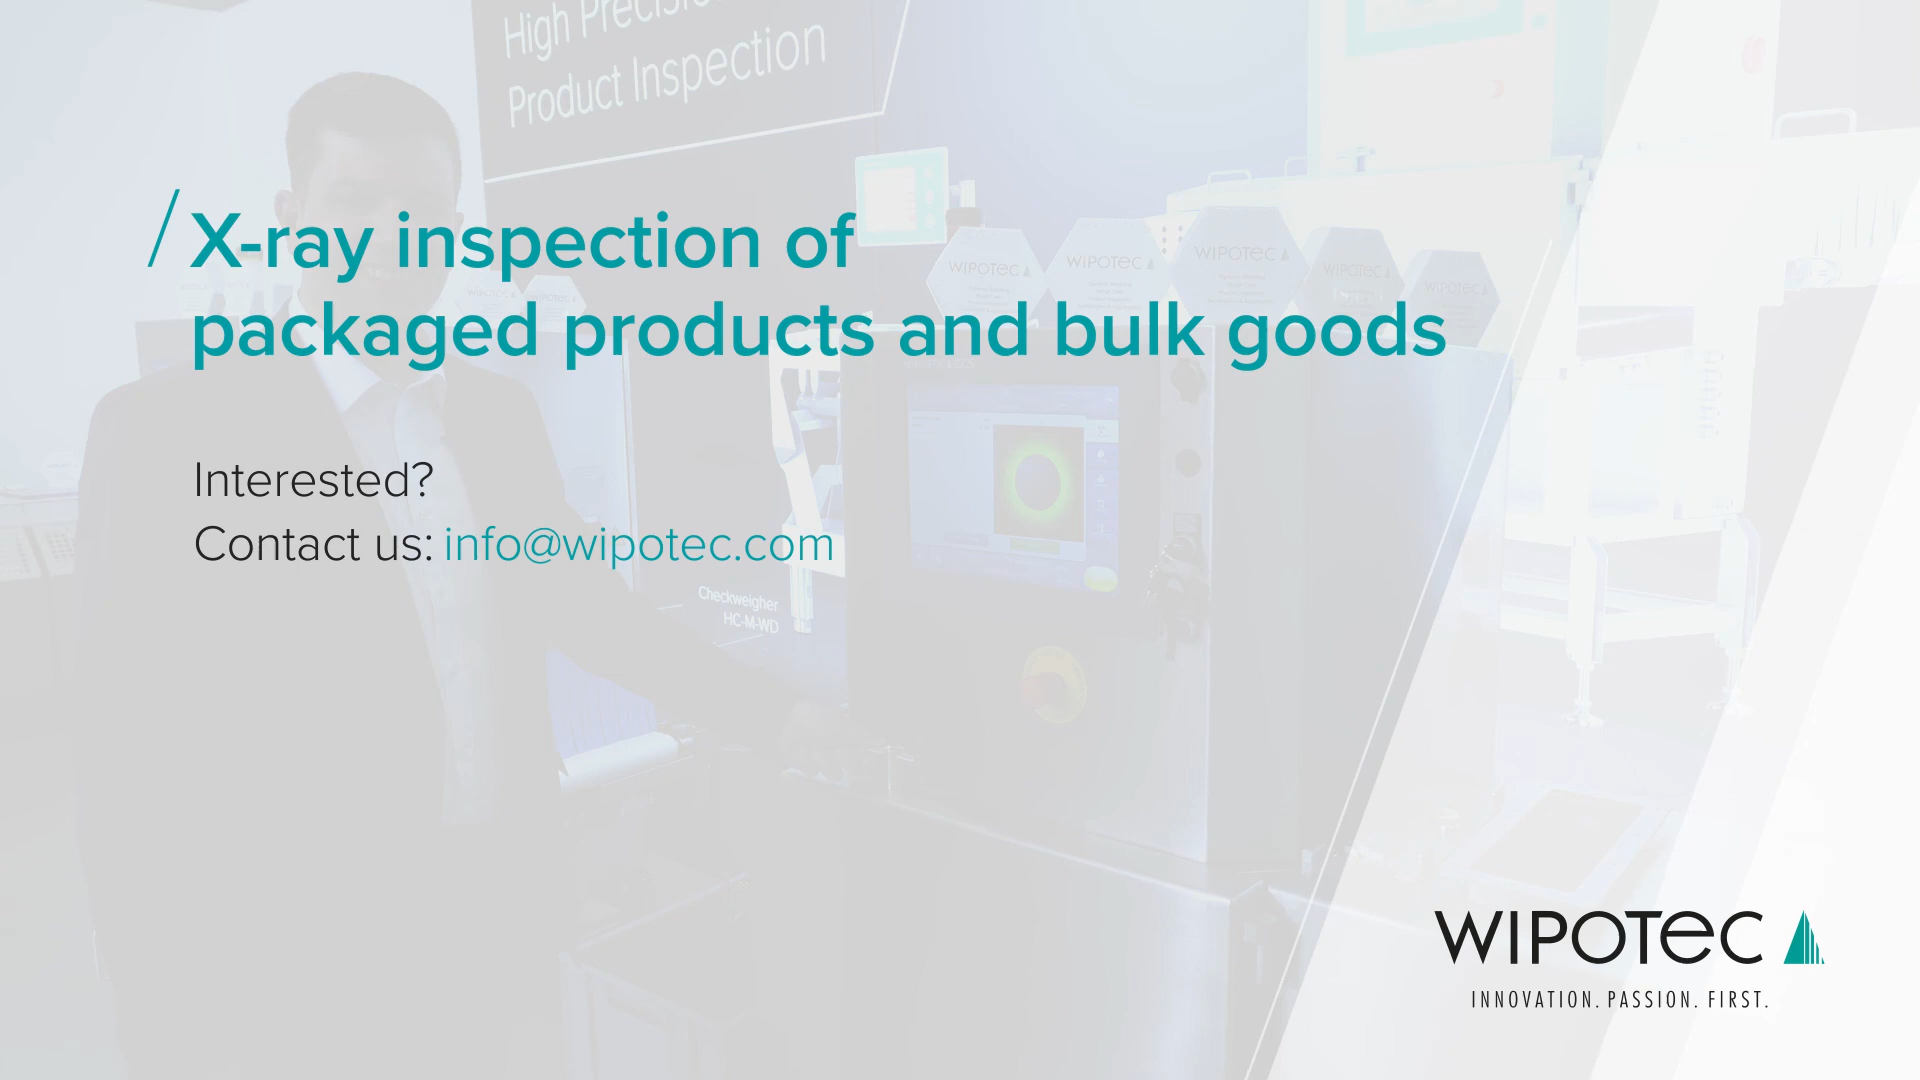 High
Product Inspection
/ X-ray inspection of
packaged products and bulk goods
WIPOTEC
WIPOTEC
WIPOTEC
WIPOTEC
WIPOTEC
Interested?
Contact us: info@wipotec.com
Checkweigher
HC-M-WD
WIPOTEC
INNOVATION. PASSION. FIRST.